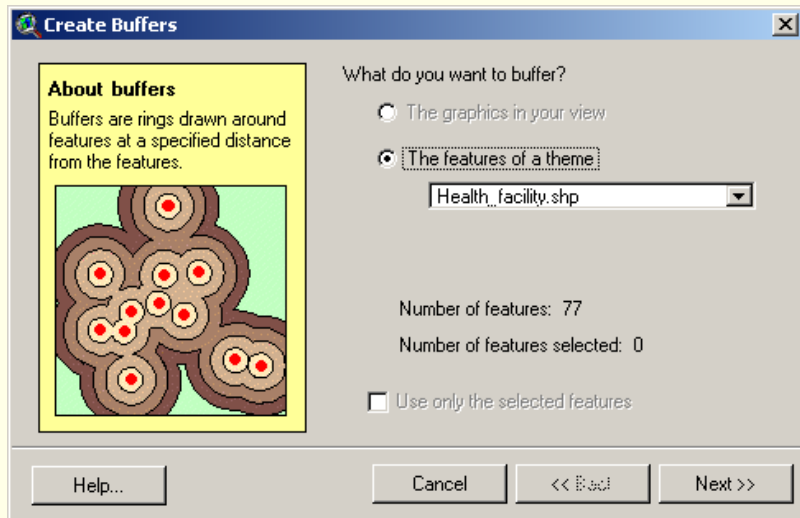 Create Buffers
About buffers
Buffers are rings drawn around
features at a specified distance
from the features.
What do you want to buffer?
The graphics in your view
The features of a theme
Health_facility.shp
Number of features: 77
Number of features selected: 0
Use only the selected features
Help...
Cancel
<< Back
Next >>